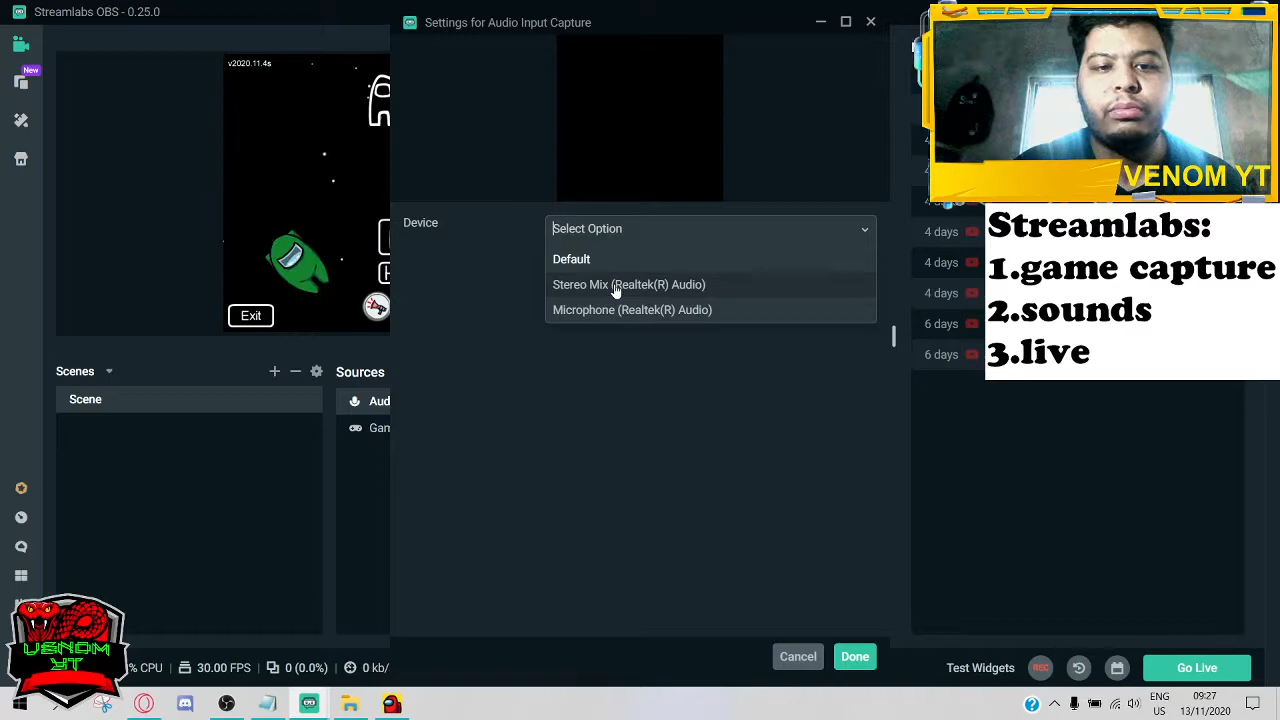 Streamlabs OBS - 0.25.0
Settings for Audio Input Capture
v2020.11.4s
New
Exit
Device
Select Option
Default
Stereo Mix (Realtek(R) Audio)
Microphone (Realtek(R) Audio)
VENOM YT
Streamlabs:
1.game capture
2.sounds
3.live
4 days
4 days
4 days
6 days
6 days
Scenes
Sources
Scene
Aud
Gam
Cancel
Done
VENOM
YT
% CPU
30.00 FPS
0 (0.0%)
0 kb/
Test Widgets
REC
Go Live
ENG
US
09:27
13/11/2020